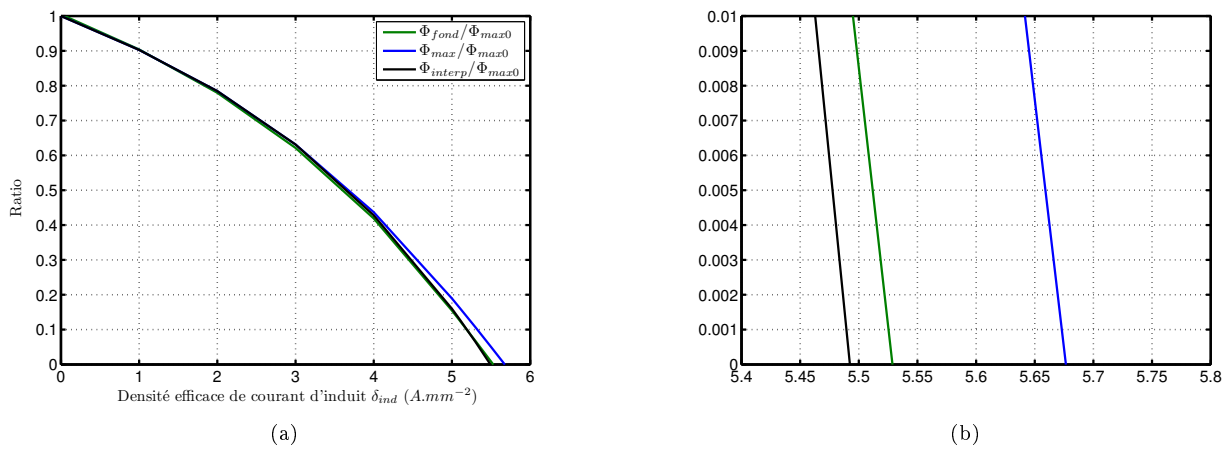 1
0.9
0.8
0.7
0.6
0.5
0.4
0.3
0.2
0.1
0
Ratio
Φfond/Φmax0
Φmax/Φmax0
Φinterp/Φmax0
0 1 2 3 4 5 6
Densité efficace de courant d'induit δind (A.mm−2)
(a)
0.01
0.009
0.008
0.007
0.006
0.005
0.004
0.003
0.002
0.001
0
5.4 5.45 5.5 5.55 5.6 5.65 5.7 5.75 5.8
(b)